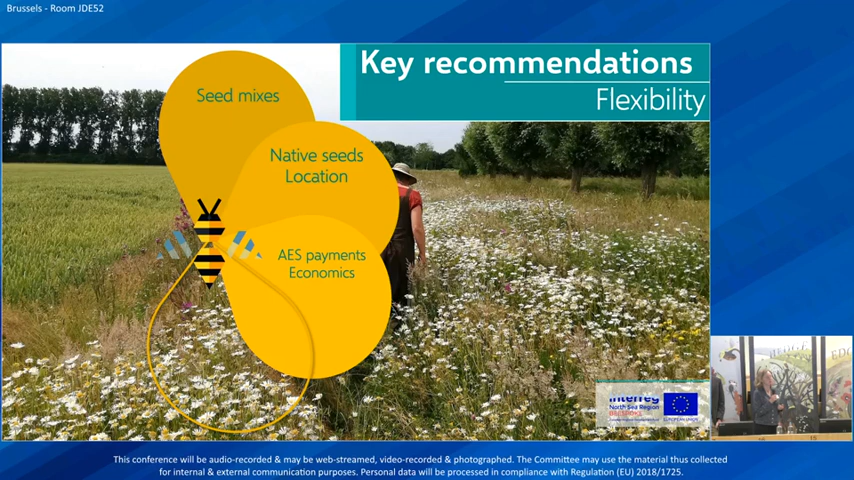 Brussels - Room JDE52
Key recommendations
Flexibility
Seed mixes
Native seeds
Location
AES payments
Economics
Interreg
North Sea Region
EUROPEAN UNION
This conference will be audio-recorded & may be web-streamed, video-recorded & photographed. The Committee may use the material thus collected
for internal & external communication purposes. Personal data will be processed in compliance with Regulation (EU) 2018/1725.